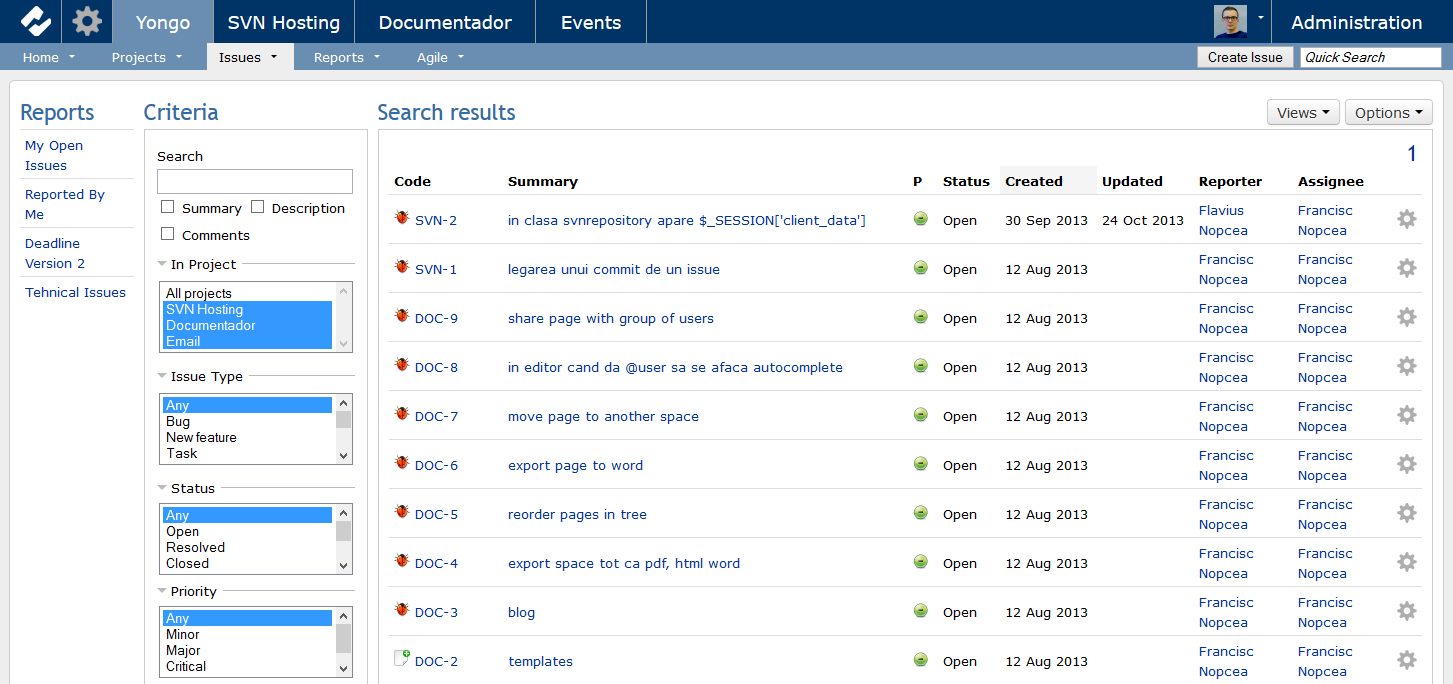 Yongo SVN Hosting Documentador Events Administration
Home Projects Issues Reports Agile Create Issue Quick Search
Reports
My Open
Issues
Reported By
Me
Deadline
Version 2
Tehnical Issues
Criteria
Search
Summary Description
Comments
In Project
All projects
SVN Hosting
Documentador
Email
Issue Type
Any
Bug
New feature
Task
Status
Any
Open
Resolved
Closed
Priority
Any
Minor
Major
Critical
Search results Views Options
1
Code Summary P Status Created Updated Reporter Assignee
SVN-2 in clasa svnrepository apare $_SESSION['client_data'] Open 30 Sep 2013 24 Oct 2013 Flavius Nopcea Francisc Nopcea
SVN-1 legarea unui commit de un issue Open 12 Aug 2013 Francisc Nopcea Francisc Nopcea
DOC-9 share page with group of users Open 12 Aug 2013 Francisc Nopcea Francisc Nopcea
DOC-8 in editor cand da @user sa se afaca autocomplete Open 12 Aug 2013 Francisc Nopcea Francisc Nopcea
DOC-7 move page to another space Open 12 Aug 2013 Francisc Nopcea Francisc Nopcea
DOC-6 export page to word Open 12 Aug 2013 Francisc Nopcea Francisc Nopcea
DOC-5 reorder pages in tree Open 12 Aug 2013 Francisc Nopcea Francisc Nopcea
DOC-4 export space tot ca pdf, html word Open 12 Aug 2013 Francisc Nopcea Francisc Nopcea
DOC-3 blog Open 12 Aug 2013 Francisc Nopcea Francisc Nopcea
DOC-2 templates Open 12 Aug 2013 Francisc Nopcea Francisc Nopcea